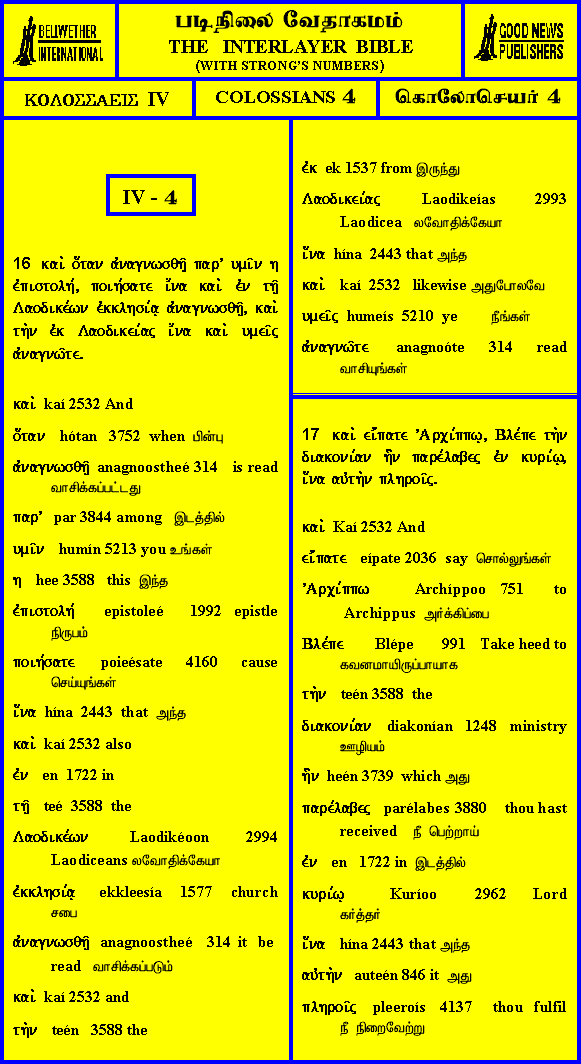 BELLWETHER
INTERNATIONAL
படிநிலை வேதாகமம்
THE INTERLAYER BIBLE
(WITH STRONG'S NUMBERS)
GOOD NEWS
PUBLISHERS
ΚΟΛΟΣΣΑΕΙΣ IV
COLOSSIANS 4
கொலோசெயர் 4
IV - 4
16 καὶ ὅταν ἀναγνωσθῇ παρ’ υμῖν η
ἐπιστολή, ποιήσατε ἵνα καὶ ἐν τῇ
Λαοδικέων ἐκκλησίᾳ ἀναγνωσθῇ, καὶ
τὴν ἐκ Λαοδικείας ἵνα καὶ υμεῖς
ἀναγνῶτε.
καὶ kaí 2532 And
ὅταν hótan 3752 when பின்பு
ἀναγνωσθῇ anagnoostheé 314 is read
வாசிக்கப்பட்டது
παρ’ par 3844 among இடத்தில்
υμῖν humín 5213 you உங்கள்
η hee 3588 this இந்த
ἐπιστολή epistoleé 1992 epistle
நிருபம்
ποιήσατε poieésate 4160 cause
செய்யுங்கள்
ἵνα hína 2443 that அந்த
καὶ kaí 2532 also
ἐν en 1722 in
τῇ teé 3588 the
Λαοδικέων Laodikéoon 2994
Laodiceans லவோதிக்கேயா
ἐκκλησίᾳ ekkleesía 1577 church
சபை
ἀναγνωσθῇ anagnoostheé 314 it be
read வாசிக்கப்படும்
καὶ kaí 2532 and
τὴν teén 3588 the
ἐκ ek 1537 from இருந்து
Λαοδικείας Laodikeías 2993
Laodicea லவோதிக்கேயா
ἵνα hína 2443 that அந்த
καὶ kaí 2532 likewise அதுபோலவே
υμεῖς humeís 5210 ye நீங்கள்
ἀναγνῶτε anagnoóte 314 read
வாசியுங்கள்
17 καὶ εἴπατε Ἀρχίππῳ, Βλέπε τὴν
διακονίαν ἣν παρέλαβες ἐν κυρίῳ,
ἵνα αὐτὴν πληροῖς.
καὶ Kaí 2532 And
εἴπατε eípate 2036 say சொல்லுங்கள்
Ἀρχίππω Archíppoo 751 to
Archippus அர்க்கிப்பை
Βλέπε Blépe 991 Take heed to
கவனமாயிருப்பாயாக
τὴν teén 3588 the
διακονίαν diakonían 1248 ministry
ஊழியம்
ἣν heén 3739 which அது
παρέλαβες parélabes 3880 thou hast
received நீ பெற்றாய்
ἐν en 1722 in இடத்தில்
κυρίῳ Kuríoo 2962 Lord
கர்த்தர்
ἵνα hína 2443 that அந்த
αὐτὴν auteén 846 it அது
πληροῖς pleeroís 4137 thou fulfil
நீ நிறைவேற்று